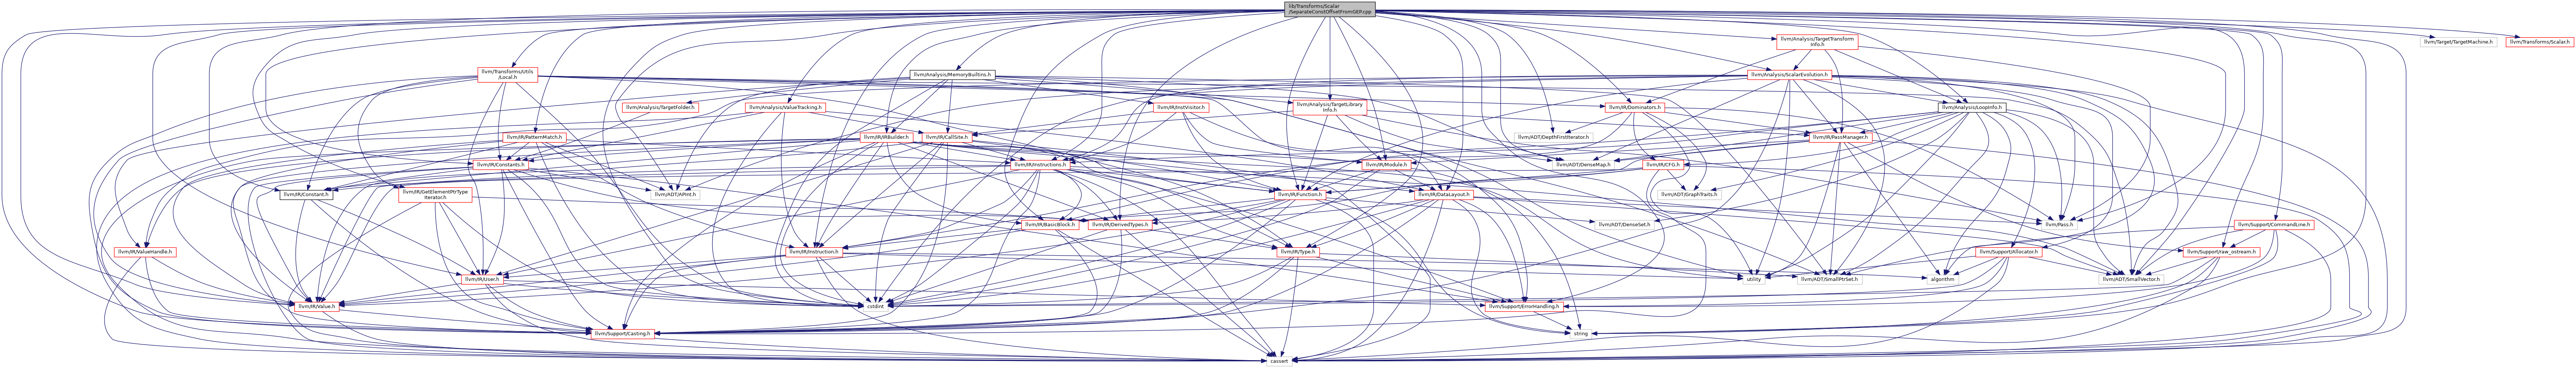 lib/Transforms/Scalar
/SeparateConstOffsetFromGEP.cpp
llvm/Analysis/TargetTransform
Info.h
llvm/Target/TargetMachine.h
llvm/Transforms/Scalar.h
llvm/Transforms/Utils
/Local.h
llvm/Analysis/MemoryBuiltins.h
llvm/Analysis/ScalarEvolution.h
llvm/Analysis/TargetFolder.h
llvm/Analysis/ValueTracking.h
llvm/IR/InstVisitor.h
llvm/Analysis/TargetLibrary
Info.h
llvm/IR/Dominators.h
llvm/Analysis/LoopInfo.h
llvm/IR/PatternMatch.h
llvm/IR/IRBuilder.h
llvm/IR/CallSite.h
llvm/ADT/DepthFirstIterator.h
llvm/IR/PassManager.h
llvm/IR/Constants.h
llvm/IR/Instructions.h
llvm/IR/Module.h
llvm/ADT/DenseMap.h
llvm/IR/CFG.h
llvm/IR/Constant.h
llvm/IR/GetElementPtrType
Iterator.h
llvm/ADT/APInt.h
llvm/IR/Function.h
llvm/IR/DataLayout.h
llvm/ADT/GraphTraits.h
llvm/IR/BasicBlock.h
llvm/IR/DerivedTypes.h
llvm/ADT/DenseSet.h
llvm/Pass.h
llvm/Support/CommandLine.h
llvm/IR/ValueHandle.h
llvm/IR/Instruction.h
llvm/IR/Type.h
llvm/Support/Allocator.h
llvm/Support/raw_ostream.h
llvm/IR/User.h
utility
llvm/ADT/SmallPtrSet.h
algorithm
llvm/ADT/SmallVector.h
llvm/IR/Value.h
cstdint
llvm/Support/ErrorHandling.h
llvm/Support/Casting.h
string
cassert